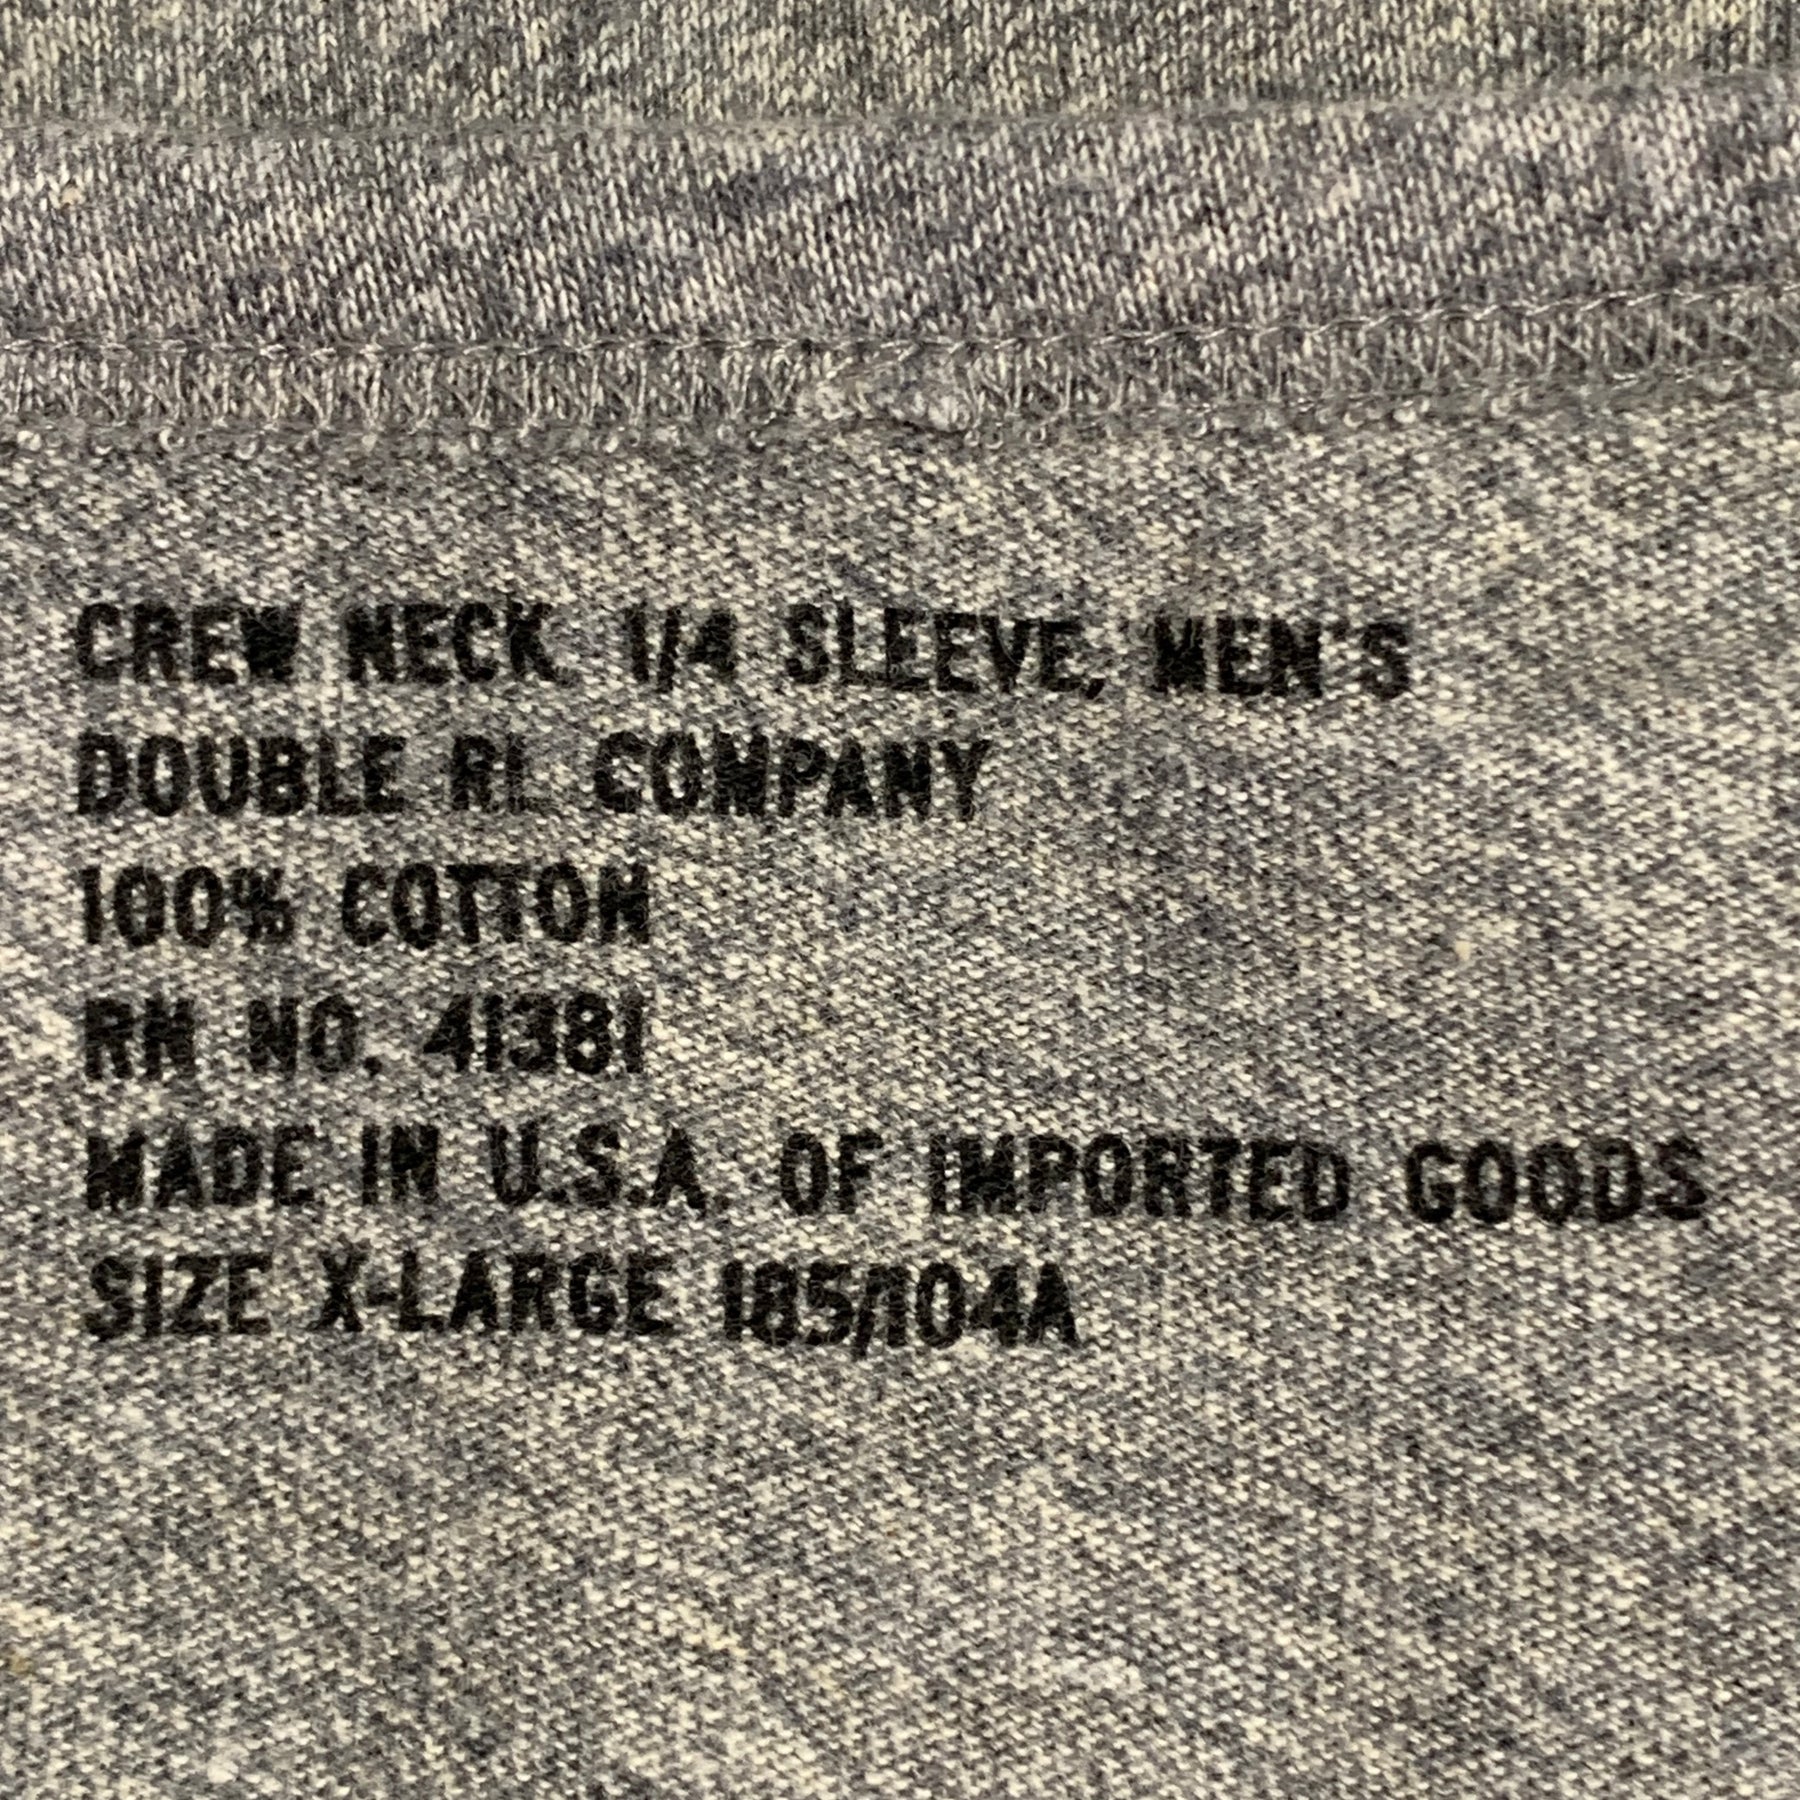 CREW NECK 1/4 SLEEVE, MEN'S
DOUBLE RL COMPANY
100% COTTON
RN NO. 41381
MADE IN U.S.A. OF IMPORTED GOODS
SIZE X-LARGE 185/104A